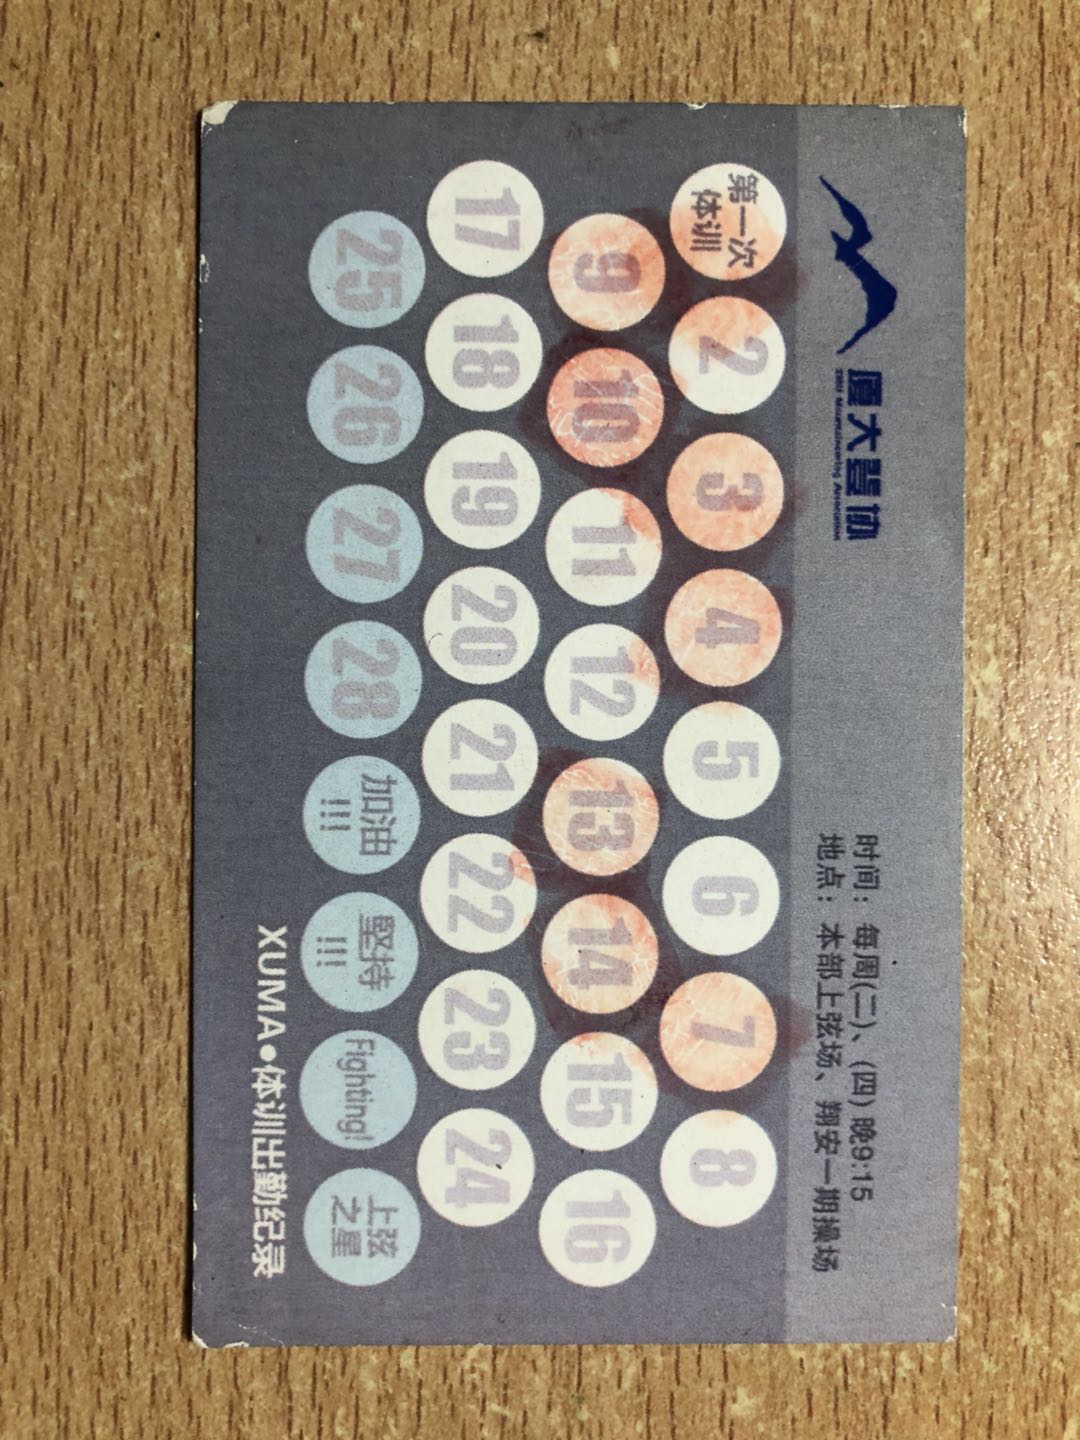 厦大登协
XMU Mountaineering Association
时间：每周(二)、(四)晚9:15
地点：本部上弦场、翔安一期操场
第一次
体训
2
3
4
5
6
7
8
9
10
11
12
13
14
15
16
17
18
19
20
21
22
23
24
25
26
27
28
加油
!!!
坚持
!!!
Fighting!
上弦
之星
XUMA•体训出勤纪录